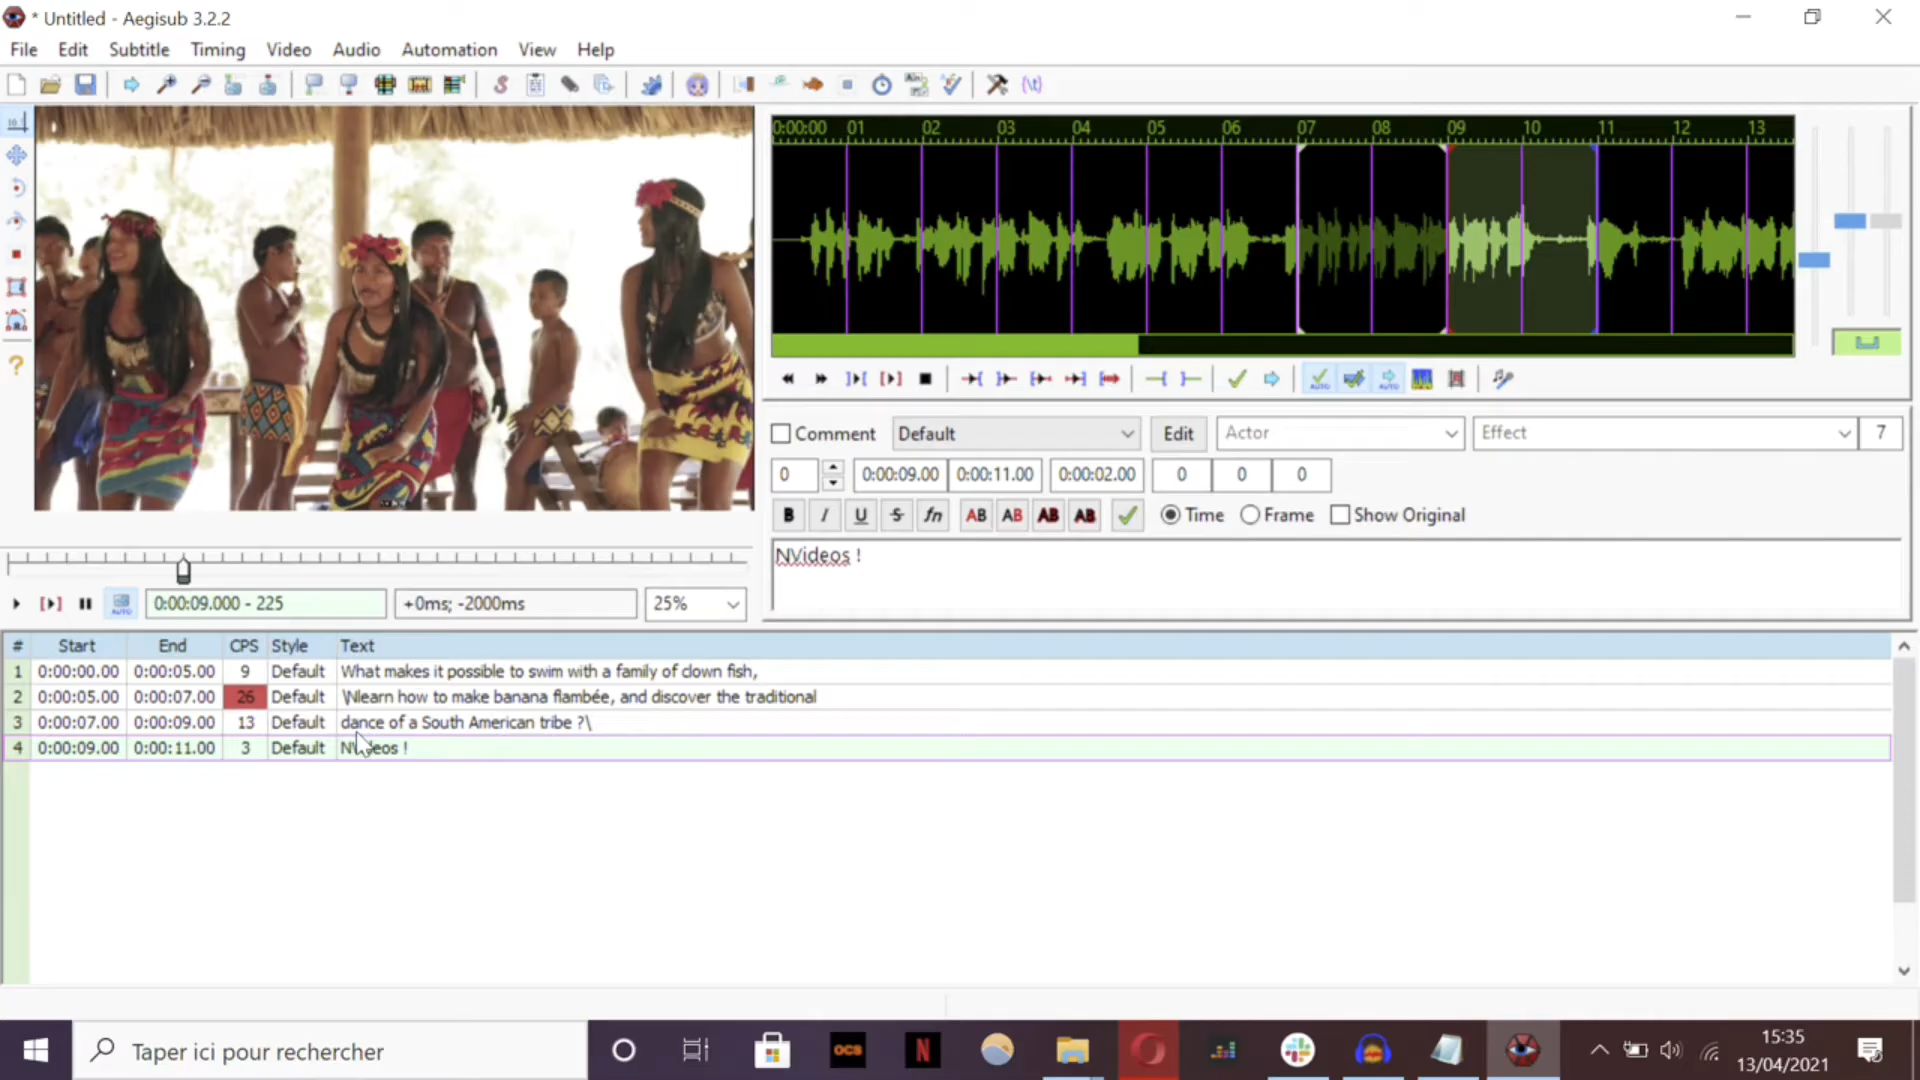 * Untitled - Aegisub 3.2.2
File Edit Subtitle Timing Video Audio Automation View Help
0:00:00 01 02 03 04 05 06 07 08 09 10 11 12 13
AUTO AUTO
Comment Default Edit Actor Effect 7
0 0:00:09.00 0:00:11.00 0:00:02.00 0 0 0
B I U S fn AB AB AB AB Time Frame Show Original
NVideos !
AUTO 0:00:09.000 - 225 +0ms; -2000ms 25%
# Start End CPS Style Text
1 0:00:00.00 0:00:05.00 9 Default What makes it possible to swim with a family of clown fish,
2 0:00:05.00 0:00:07.00 26 Default \Nlearn how to make banana flambée, and discover the traditional
3 0:00:07.00 0:00:09.00 13 Default dance of a South American tribe ?\
4 0:00:09.00 0:00:11.00 3 Default NVideos !
Taper ici pour rechercher
OCS N
15:35
13/04/2021